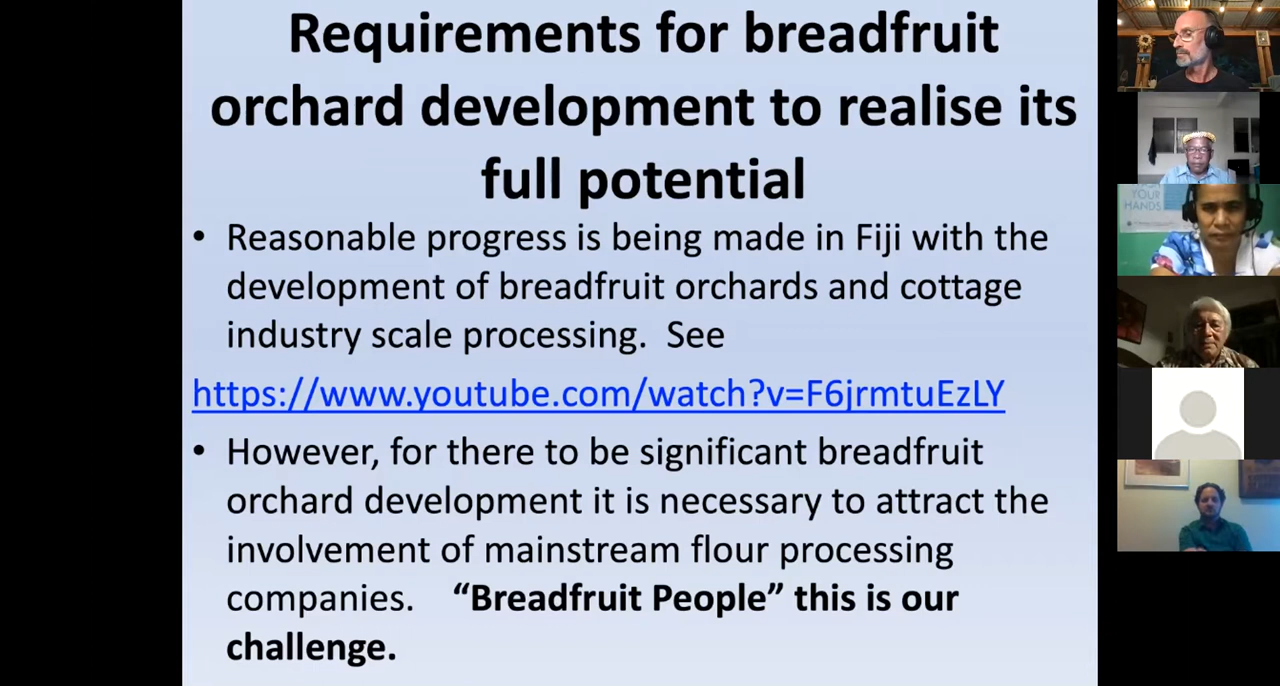 Requirements for breadfruit
orchard development to realise its
full potential
• Reasonable progress is being made in Fiji with the
development of breadfruit orchards and cottage
industry scale processing.  See
https://www.youtube.com/watch?v=F6jrmtuEzLY
• However, for there to be significant breadfruit
orchard development it is necessary to attract the
involvement of mainstream flour processing
companies.    “Breadfruit People” this is our
challenge.
YOUR
HANDS